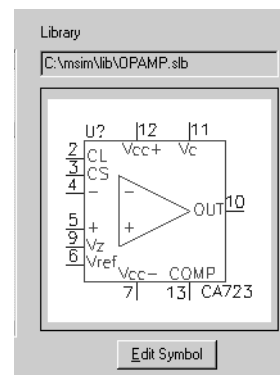 Library
C:\msim\lib\OPAMP.slb
U? 12 11
2 CL Vcc+ Vc
3 CS
4 - -
OUT 10
5 + +
9 Vz
6 Vref
Vcc- COMP
7 13 CA723
Edit Symbol